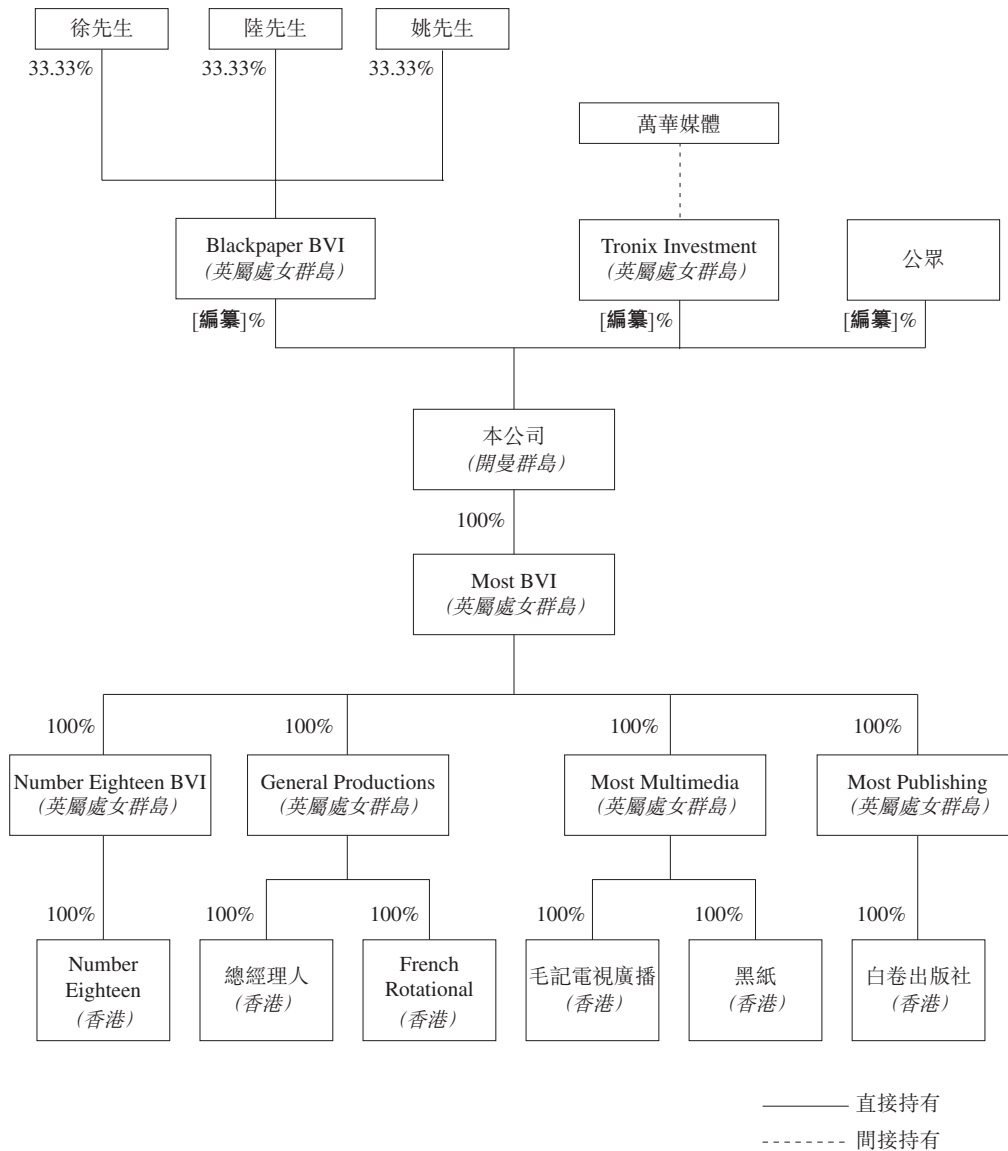 徐先生
陸先生
姚先生
33.33%
33.33%
33.33%
萬華媒體
Blackpaper BVI
（英屬處女群島）
Tronix Investment
（英屬處女群島）
公眾
[編纂]%
[編纂]%
[編纂]%
本公司
（開曼群島）
100%
Most BVI
（英屬處女群島）
100%
100%
100%
100%
Number Eighteen BVI
（英屬處女群島）
General Productions
（英屬處女群島）
Most Multimedia
（英屬處女群島）
Most Publishing
（英屬處女群島）
100%
100%
100%
100%
100%
100%
Number
Eighteen
（香港）
總經理人
（香港）
French
Rotational
（香港）
毛記電視廣播
（香港）
黑紙
（香港）
白卷出版社
（香港）
直接持有
間接持有